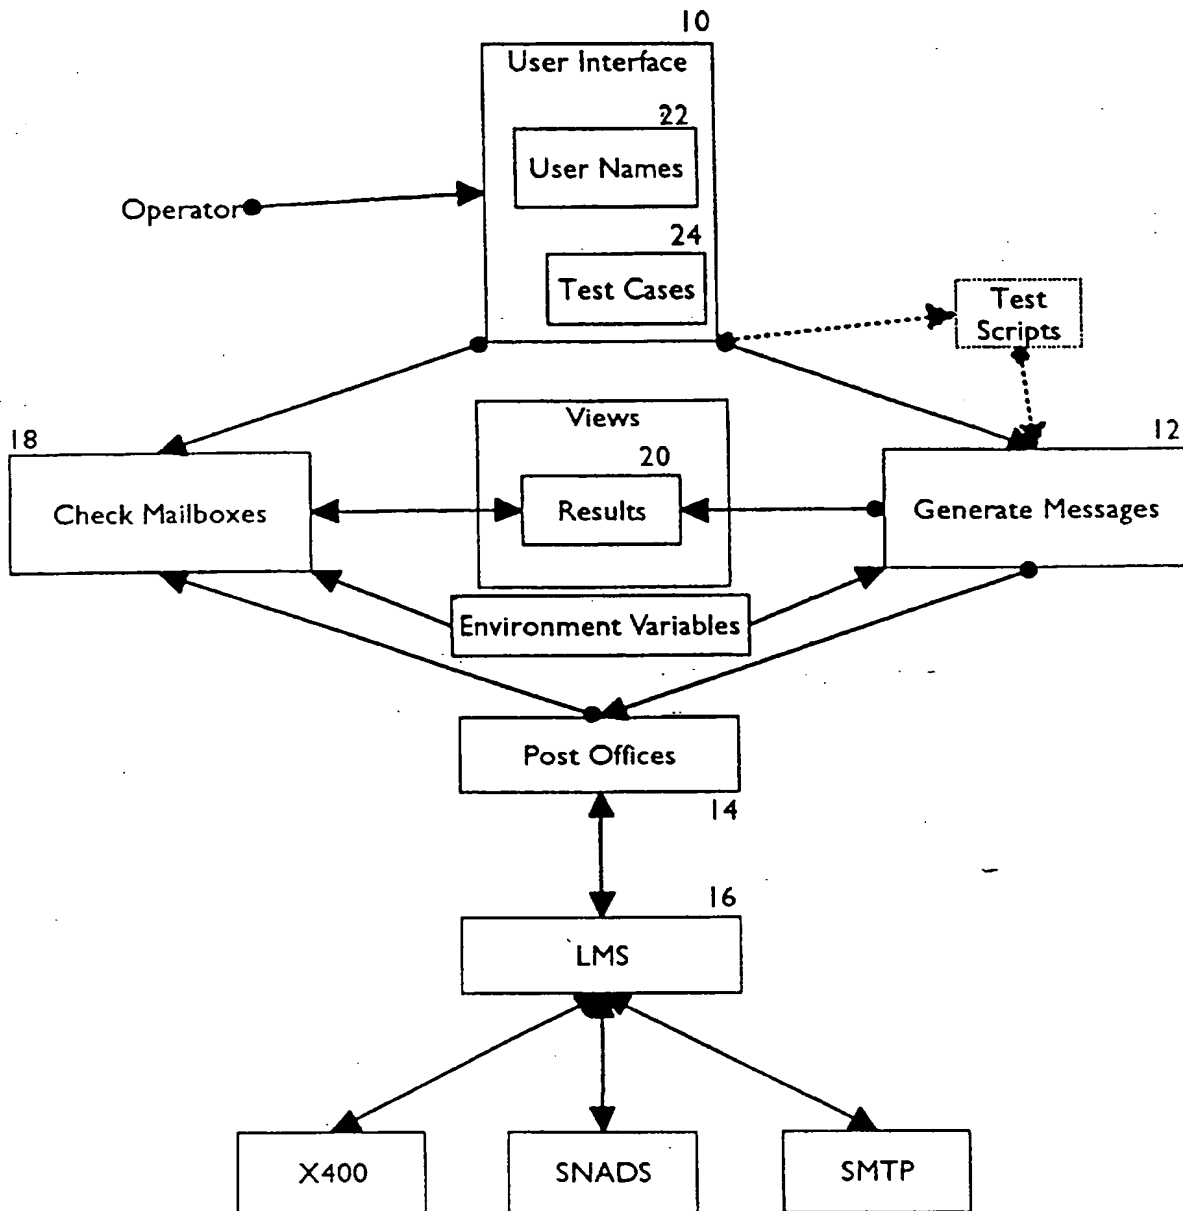 10
User Interface
22
User Names
Operator
24
Test Cases
Test
Scripts
Views
18
12
20
Check Mailboxes
Results
Generate Messages
Environment Variables
Post Offices
14
16
LMS
X400
SNADS
SMTP